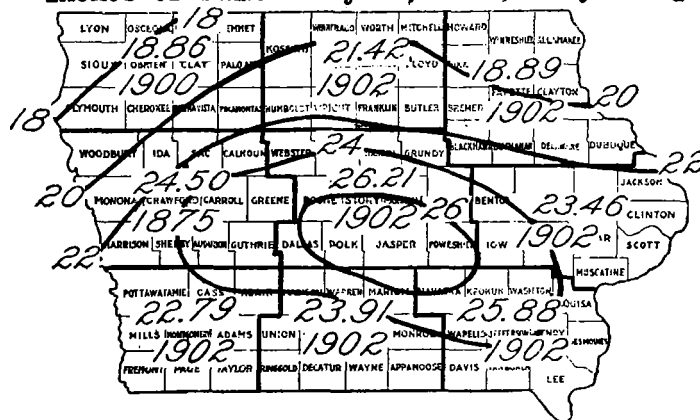 18
LYON OSCEOLA EMMET WINNEBAGO WORTH MITCHELL HOWARD WINNESHIEK ALLAMAKEE
18.86 KOSSUTH 21.42 18.89
SIOUX O'BRIEN CLAY PALO FLOYD
1900 1902 FAYETTE CLAYTON 20
18 PLYMOUTH CHEROKEE BUENA VISTA POCAHONTAS HUMBOLDT WRIGHT FRANKLIN BUTLER BREMER 1902
WOODBURY IDA SAC CALHOUN WEBSTER 24 GRUNDY BLACKHAWK BUCHANAN DELAWARE DUBUQUE 22
20 24.50 26.21 JACKSON
MONONA CRAWFORD CARROLL GREENE BOONE STORY 26 BENTON 23.46 CLINTON
1875 1902 1902 SCOTT
22 HARRISON SHELBY AUDUBON GUTHRIE DALLAS POLK JASPER POWESHIEK IOWA MUSCATINE
POTTAWATAMIE CASS ADAIR MADISON WARREN MARION MAHASKA KEOKUK WASHGTN LOUISA
22.79 23.91 25.88
MILLS MONTGOMERY ADAMS UNION MONROE WAPELLO JEFFERSON HENRY DESMOINES
1902 1902 1902
FREMONT PAGE TAYLOR RINGGOLD DECATUR WAYNE APPANOOSE DAVIS
LEE